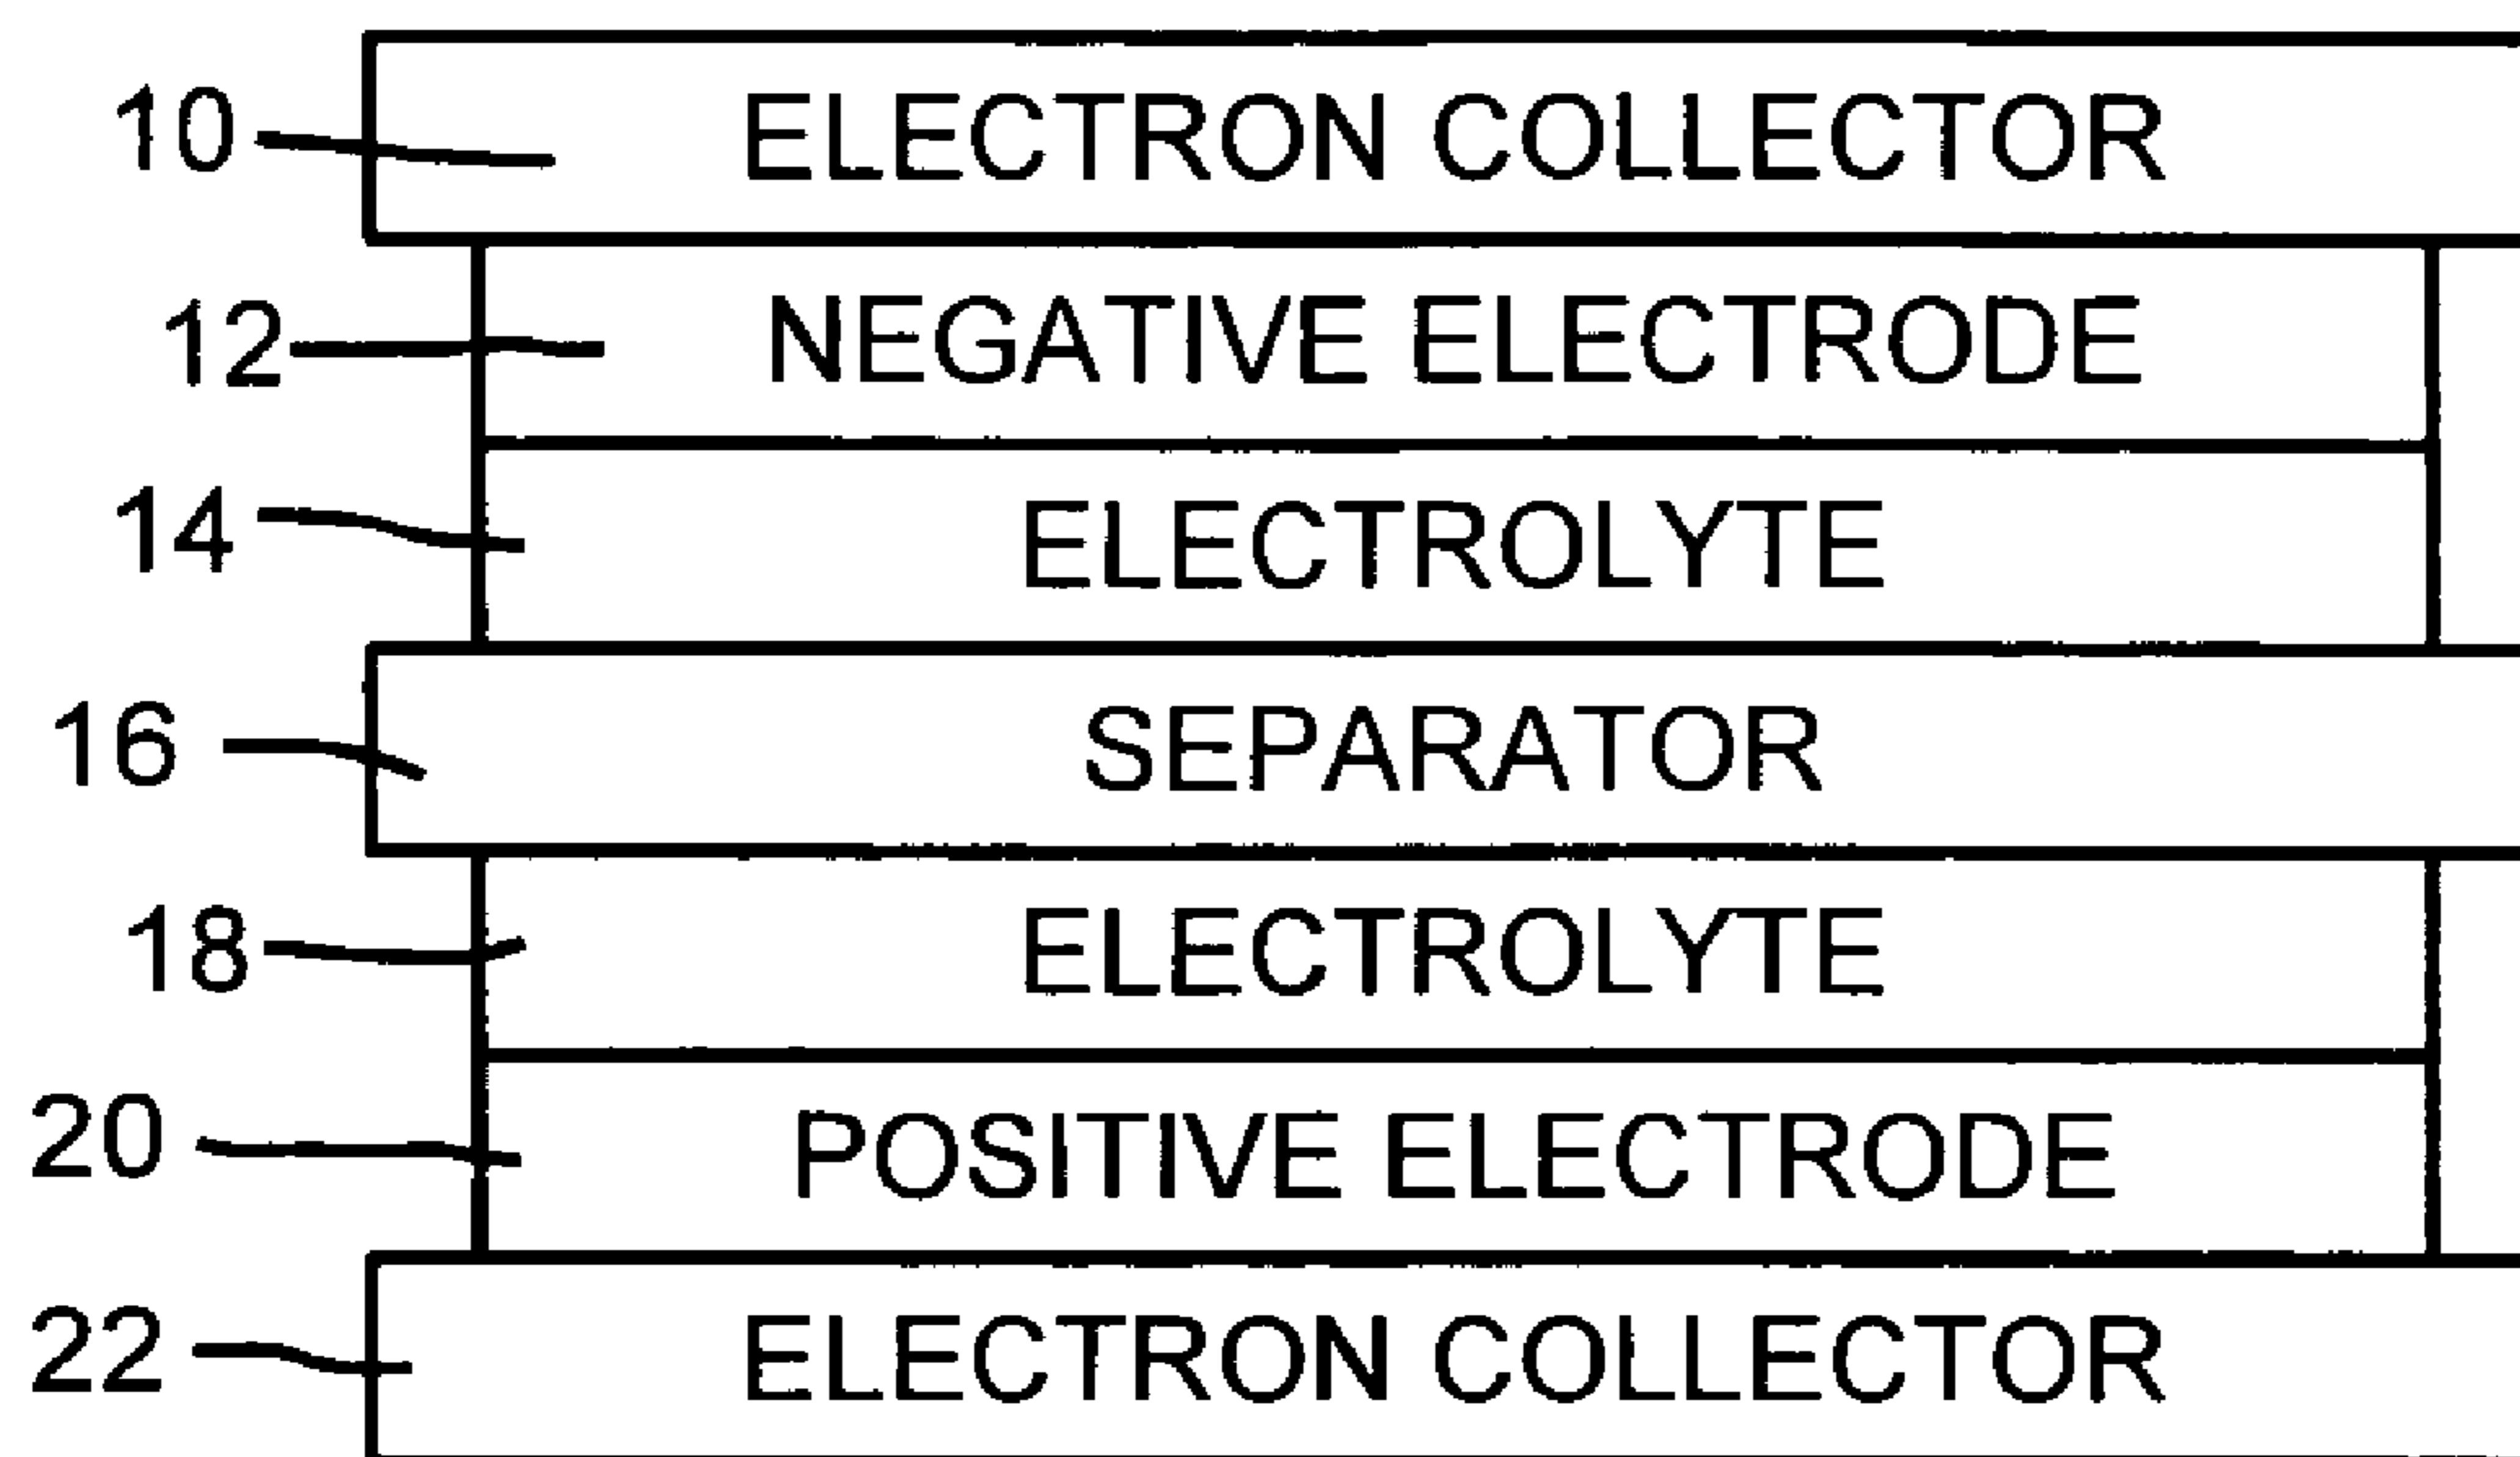 10 ELECTRON COLLECTOR
12 NEGATIVE ELECTRODE
14 ELECTROLYTE
16 SEPARATOR
18 ELECTROLYTE
20 POSITIVE ELECTRODE
22 ELECTRON COLLECTOR